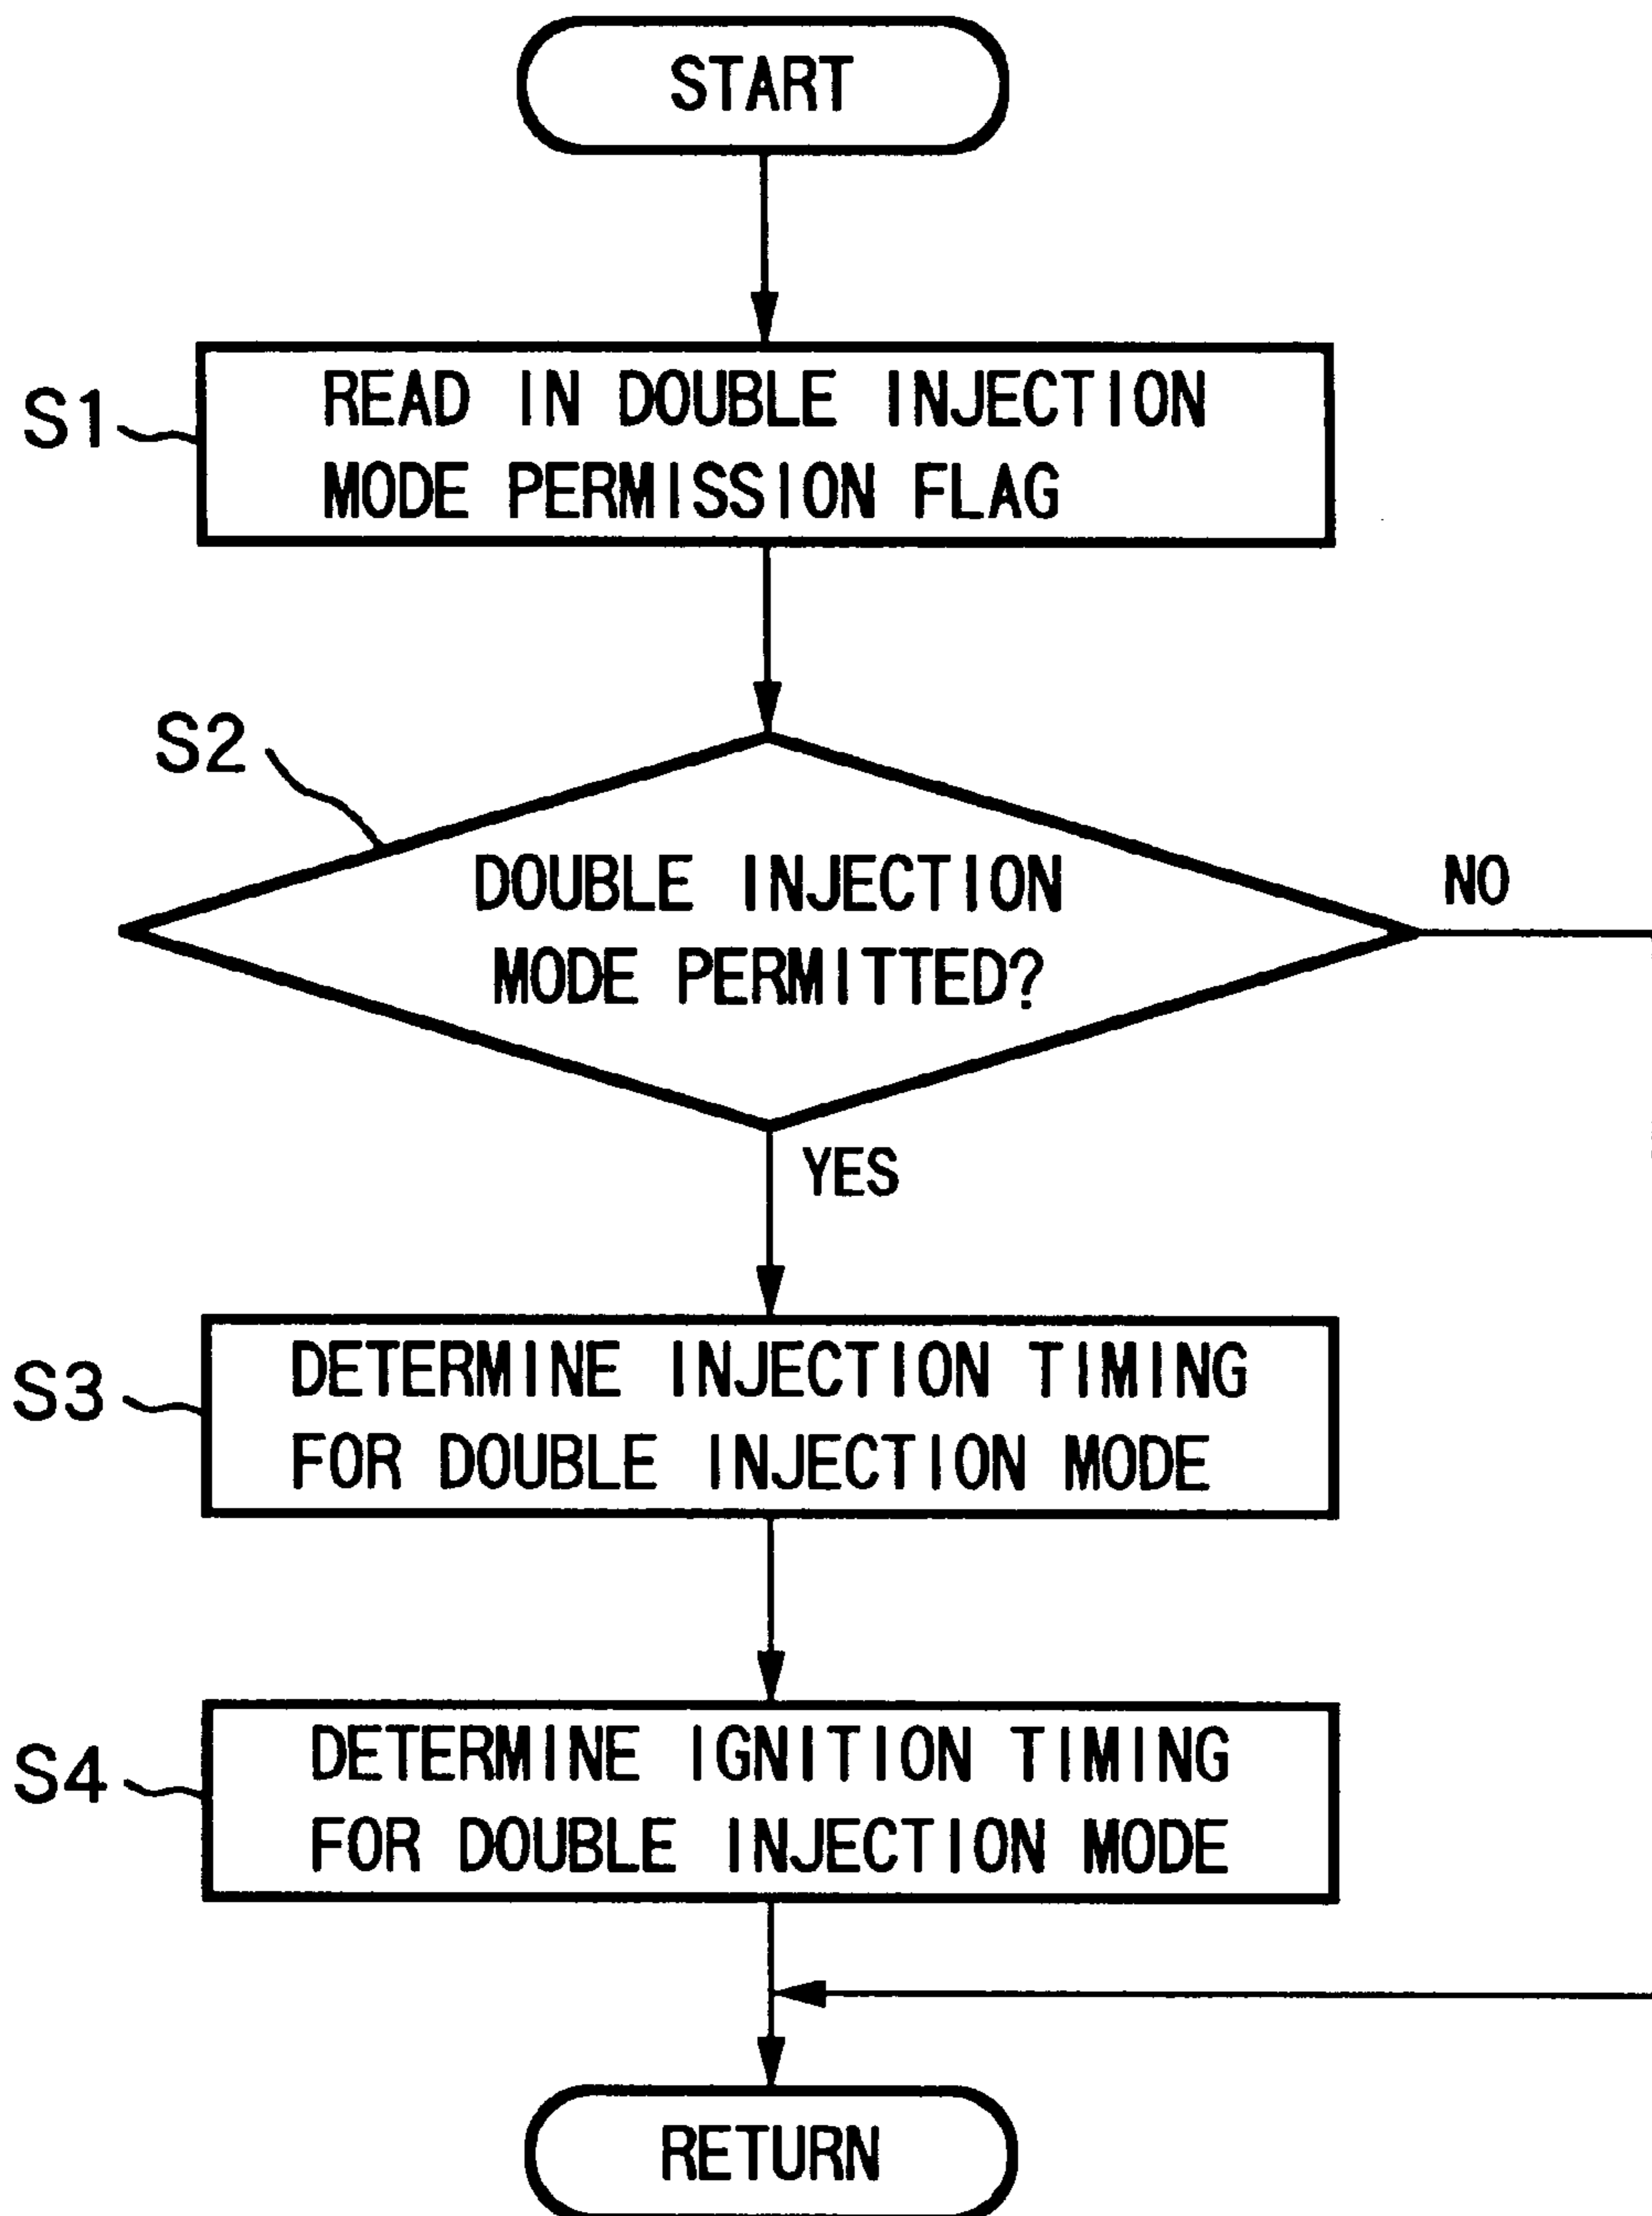 START
S1
READ IN DOUBLE INJECTION
MODE PERMISSION FLAG
S2
DOUBLE INJECTION
MODE PERMITTED?
NO
YES
S3
DETERMINE INJECTION TIMING
FOR DOUBLE INJECTION MODE
S4
DETERMINE IGNITION TIMING
FOR DOUBLE INJECTION MODE
RETURN